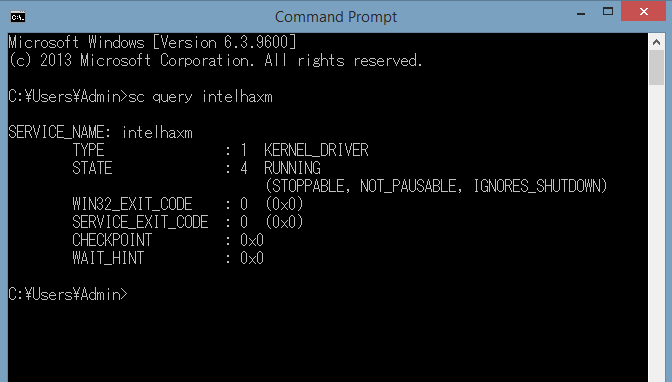 Command Prompt
Microsoft Windows [Version 6.3.9600]
(c) 2013 Microsoft Corporation. All rights reserved.
C:¥Users¥Admin>sc query intelhaxm
SERVICE_NAME: intelhaxm
TYPE : 1 KERNEL_DRIVER
STATE : 4 RUNNING
(STOPPABLE, NOT_PAUSABLE, IGNORES_SHUTDOWN)
WIN32_EXIT_CODE : 0 (0x0)
SERVICE_EXIT_CODE : 0 (0x0)
CHECKPOINT : 0x0
WAIT_HINT : 0x0
C:¥Users¥Admin>